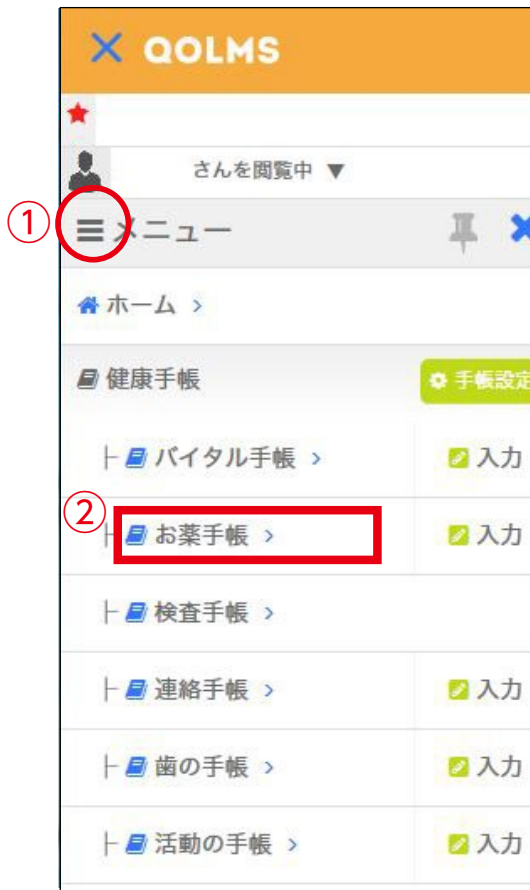 × QOLMS
さんを閲覧中 ▼
① ☰ メニュー
ホーム >
健康手帳 手帳設定
├ バイタル手帳 > 入力
② ├ お薬手帳 > 入力
├ 検査手帳 >
├ 連絡手帳 > 入力
├ 歯の手帳 > 入力
├ 活動の手帳 > 入力